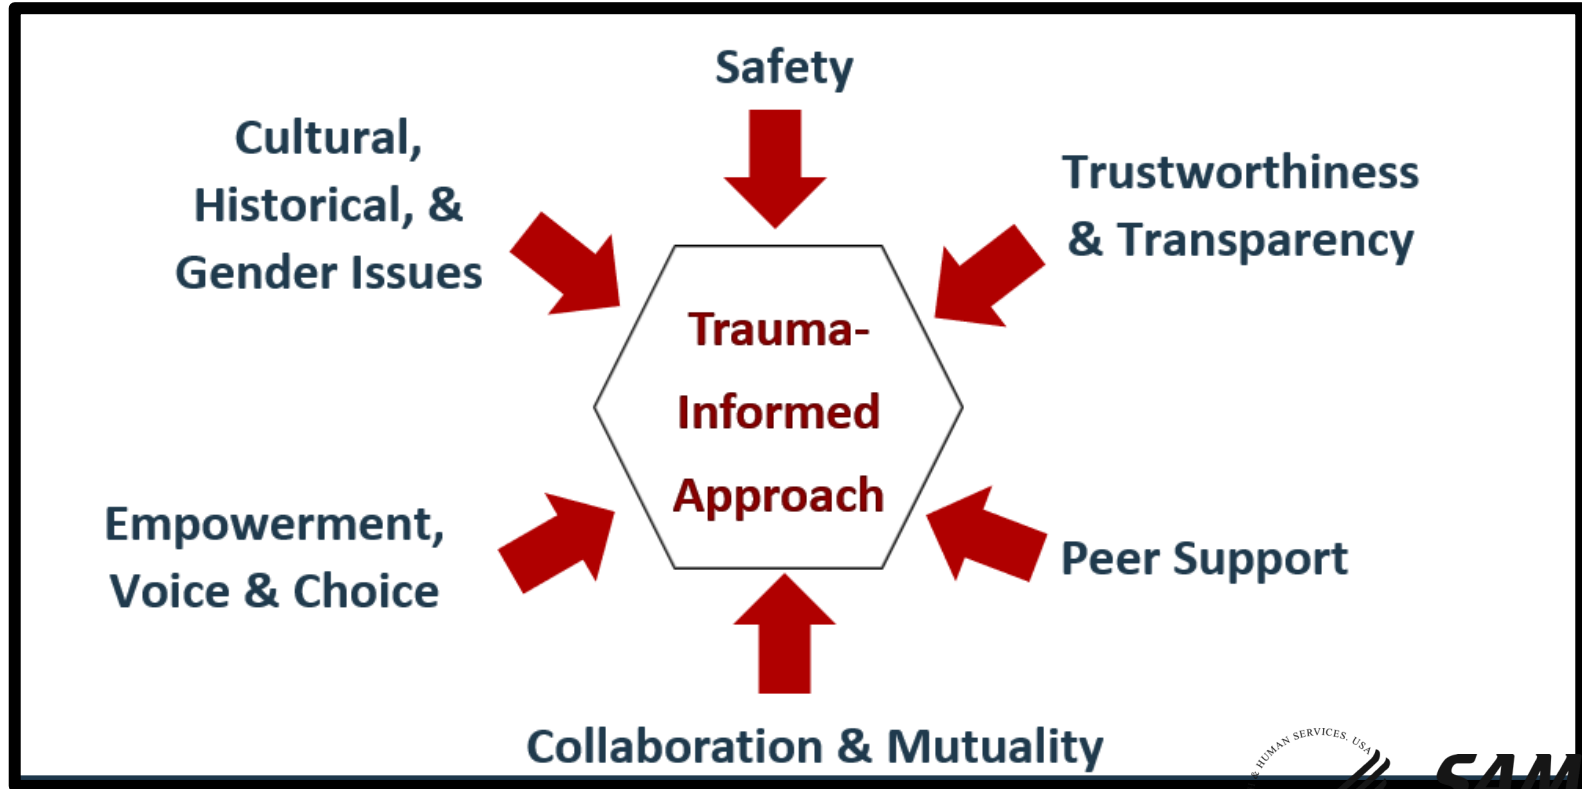 Safety
Cultural,
Historical, &
Gender Issues
Trustworthiness
& Transparency
Trauma-
Informed
Approach
Empowerment,
Voice & Choice
Peer Support
Collaboration & Mutuality
& HUMAN SERVICES. USA
SAM